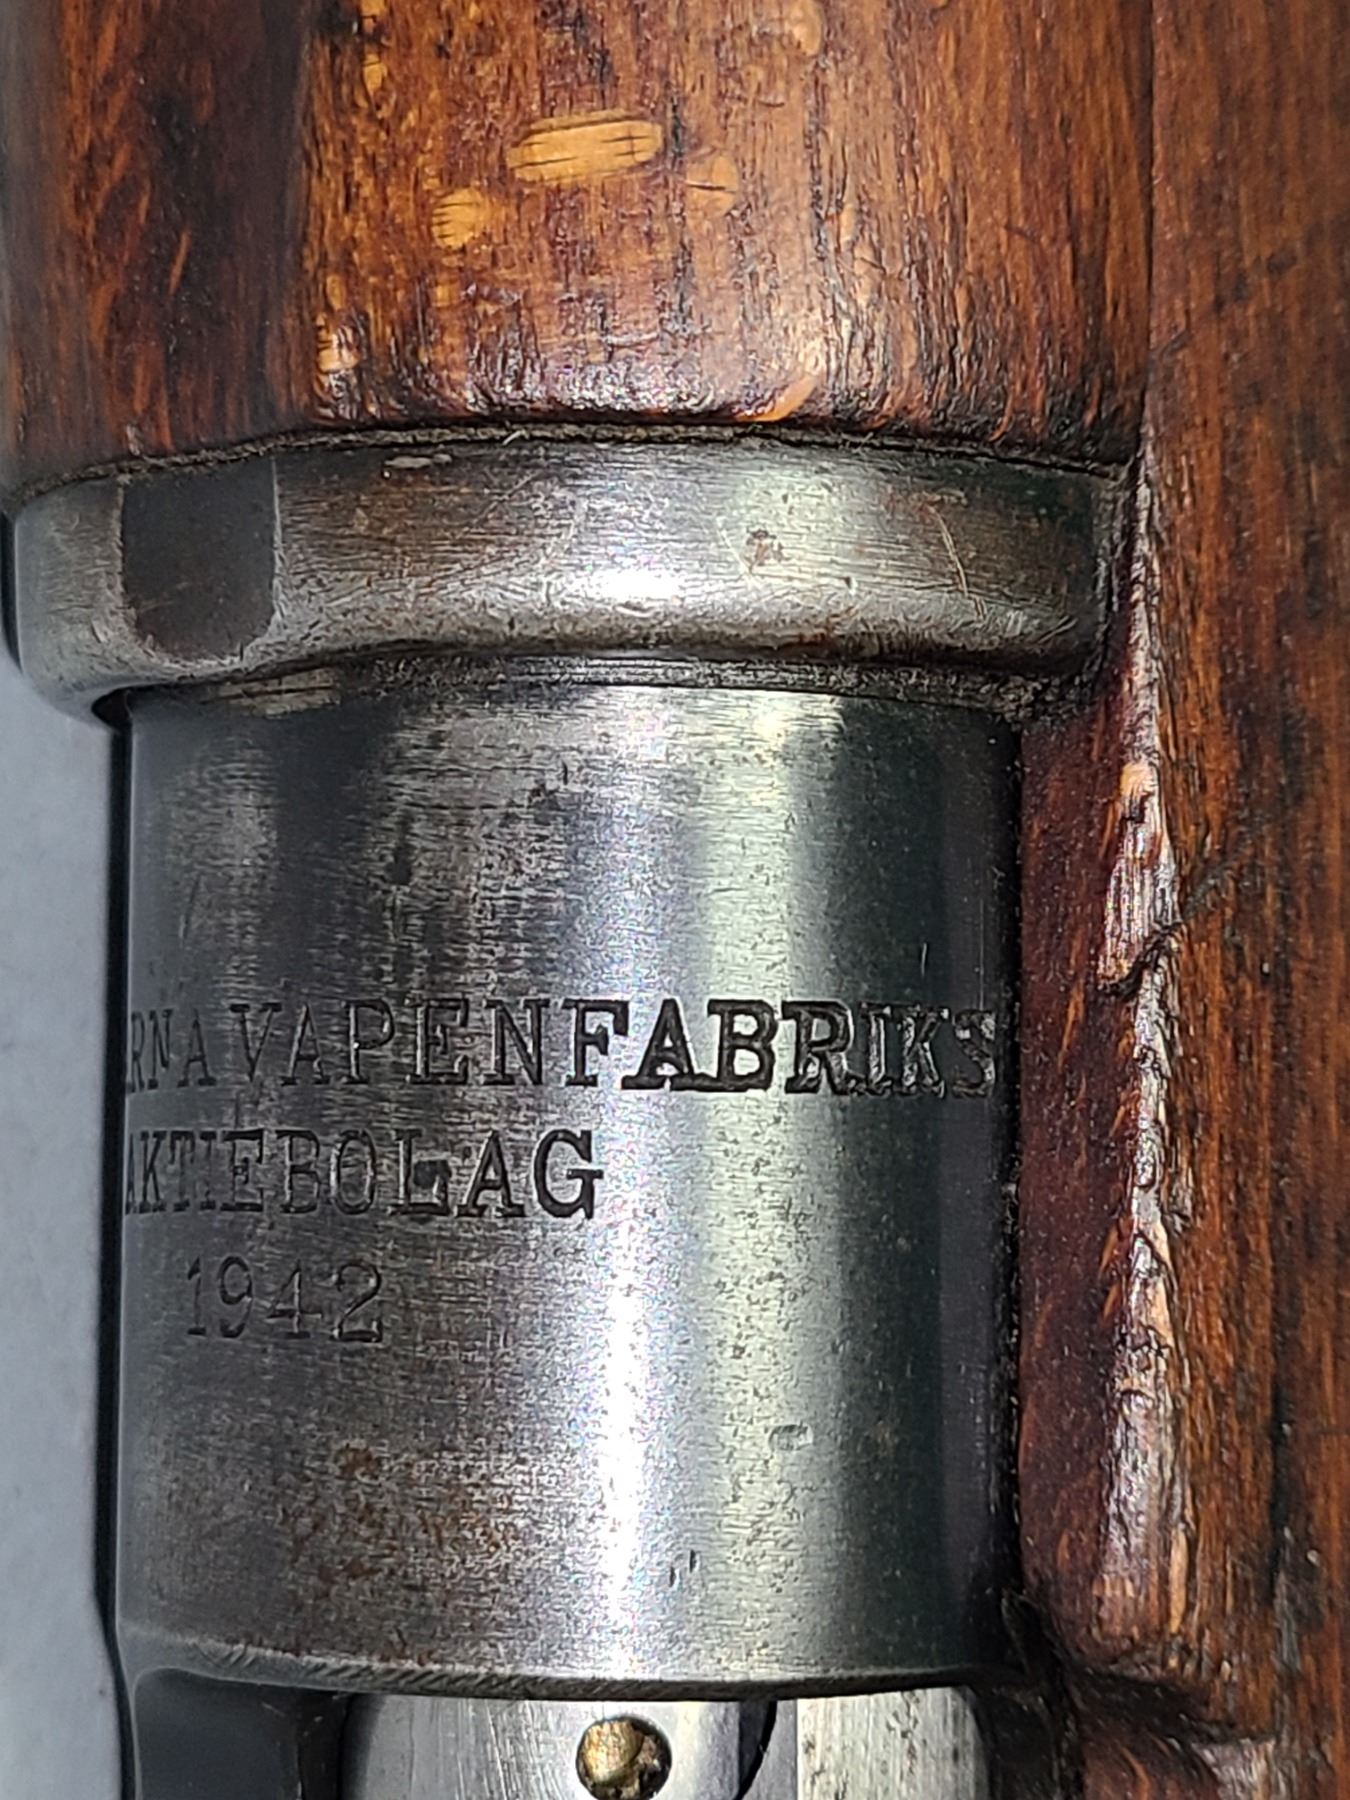 RNA VAPENFABRIKS
AKTIEBOLAG
1942